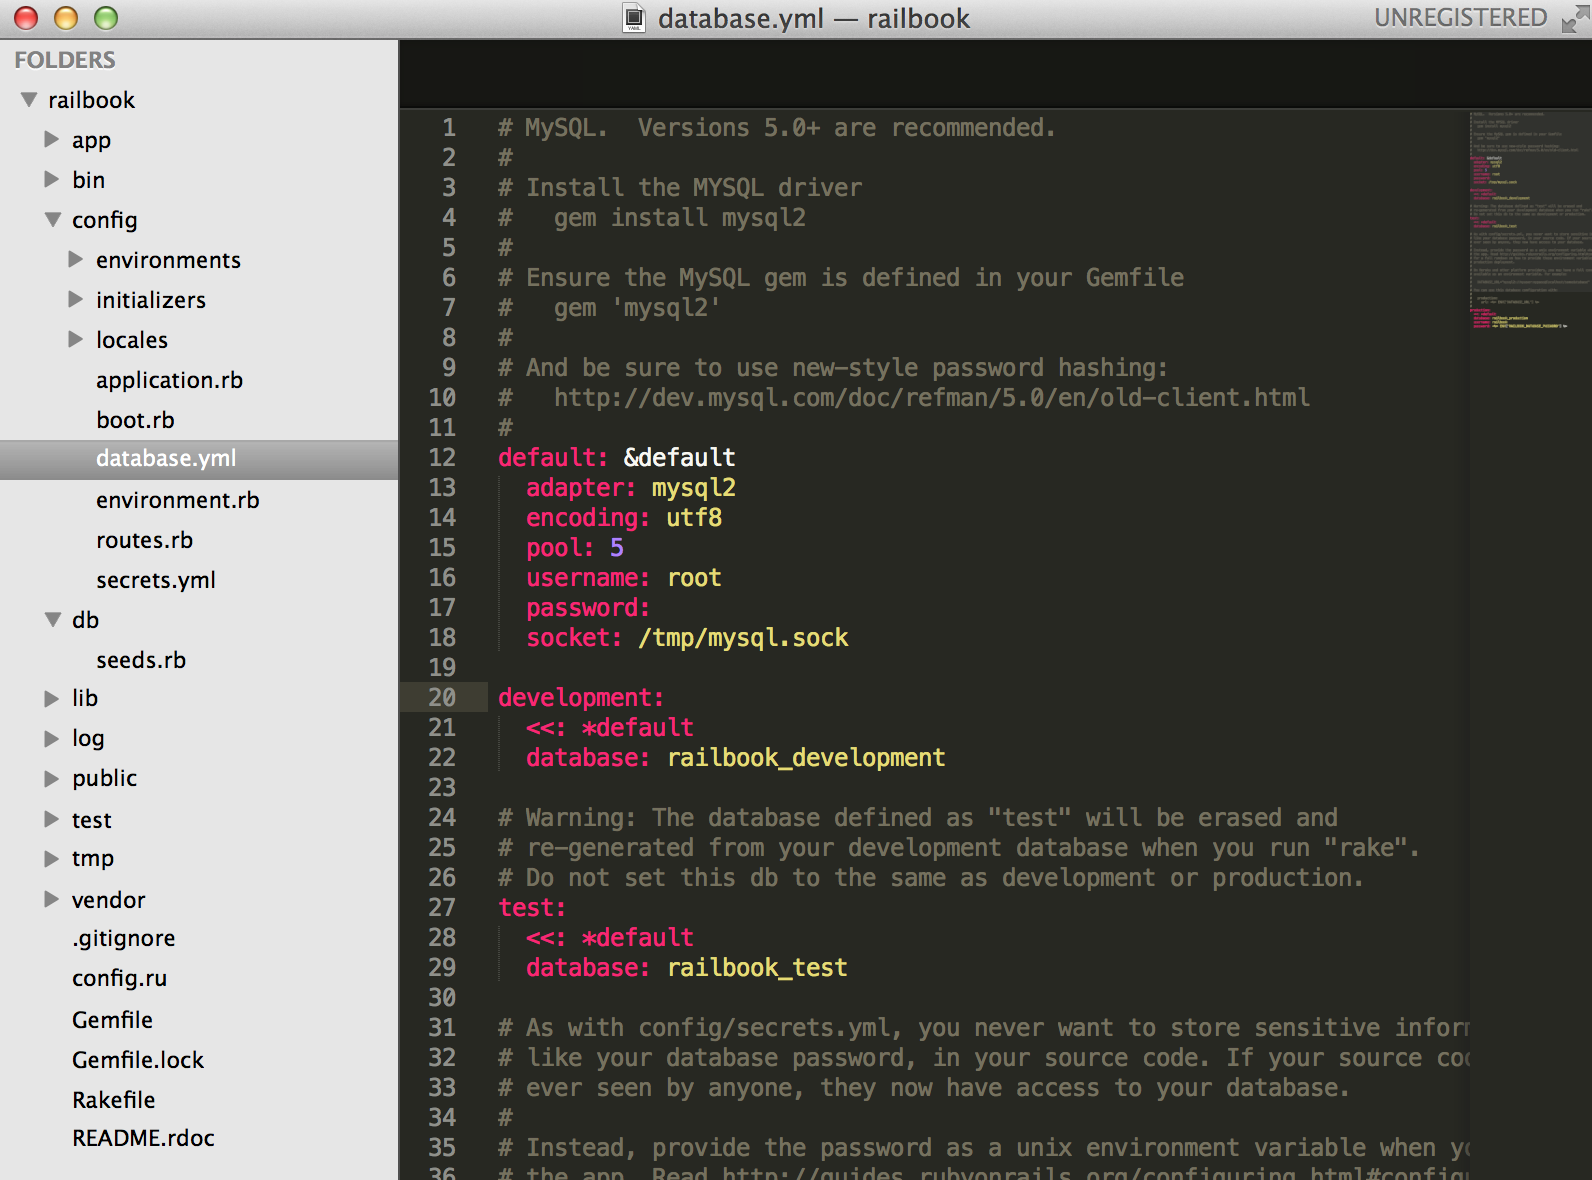 database.yml — railbook
UNREGISTERED
FOLDERS
railbook
app
bin
config
environments
initializers
locales
application.rb
boot.rb
database.yml
environment.rb
routes.rb
secrets.yml
db
seeds.rb
lib
log
public
test
tmp
vendor
.gitignore
config.ru
Gemfile
Gemfile.lock
Rakefile
README.rdoc
1 # MySQL.  Versions 5.0+ are recommended.
2 #
3 # Install the MYSQL driver
4 #   gem install mysql2
5 #
6 # Ensure the MySQL gem is defined in your Gemfile
7 #   gem 'mysql2'
8 #
9 # And be sure to use new-style password hashing:
10 #   http://dev.mysql.com/doc/refman/5.0/en/old-client.html
11 #
12 default: &default
13   adapter: mysql2
14   encoding: utf8
15   pool: 5
16   username: root
17   password:
18   socket: /tmp/mysql.sock
19
20 development:
21   <<: *default
22   database: railbook_development
23
24 # Warning: The database defined as "test" will be erased and
25 # re-generated from your development database when you run "rake".
26 # Do not set this db to the same as development or production.
27 test:
28   <<: *default
29   database: railbook_test
30
31 # As with config/secrets.yml, you never want to store sensitive infor
32 # like your database password, in your source code. If your source co
33 # ever seen by anyone, they now have access to your database.
34 #
35 # Instead, provide the password as a unix environment variable when y
36 # the app. Read http://guides.rubyonrails.org/configuring.html#config